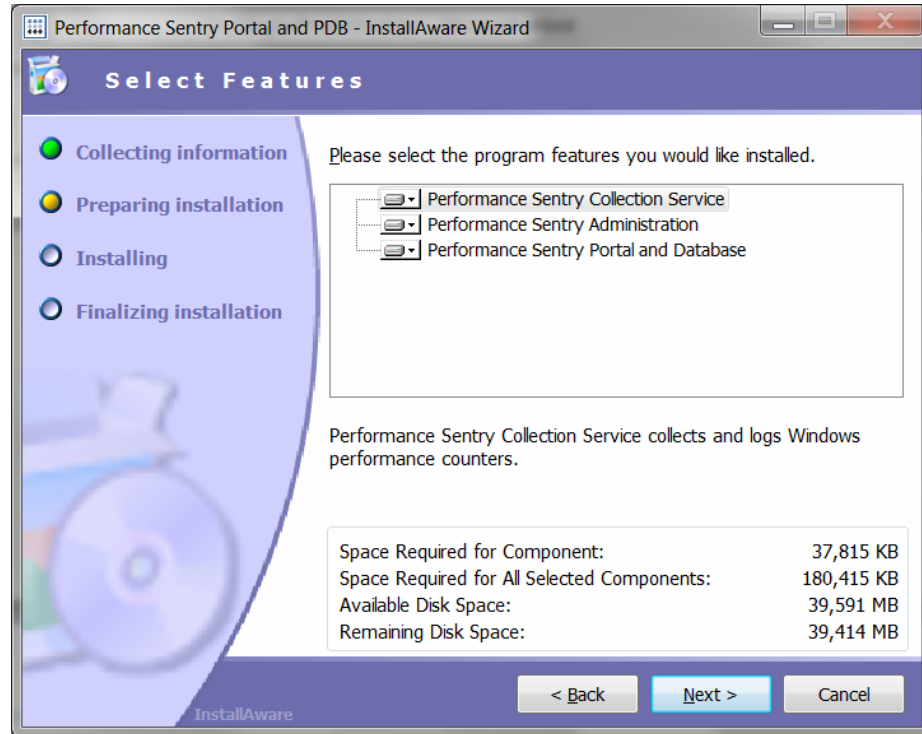 Performance Sentry Portal and PDB - InstallAware Wizard
Select Features
Collecting information
Preparing installation
Installing
Finalizing installation
Please select the program features you would like installed.
Performance Sentry Collection Service
Performance Sentry Administration
Performance Sentry Portal and Database
Performance Sentry Collection Service collects and logs Windows
performance counters.
Space Required for Component: 37,815 KB
Space Required for All Selected Components: 180,415 KB
Available Disk Space: 39,591 MB
Remaining Disk Space: 39,414 MB
InstallAware
< Back Next > Cancel